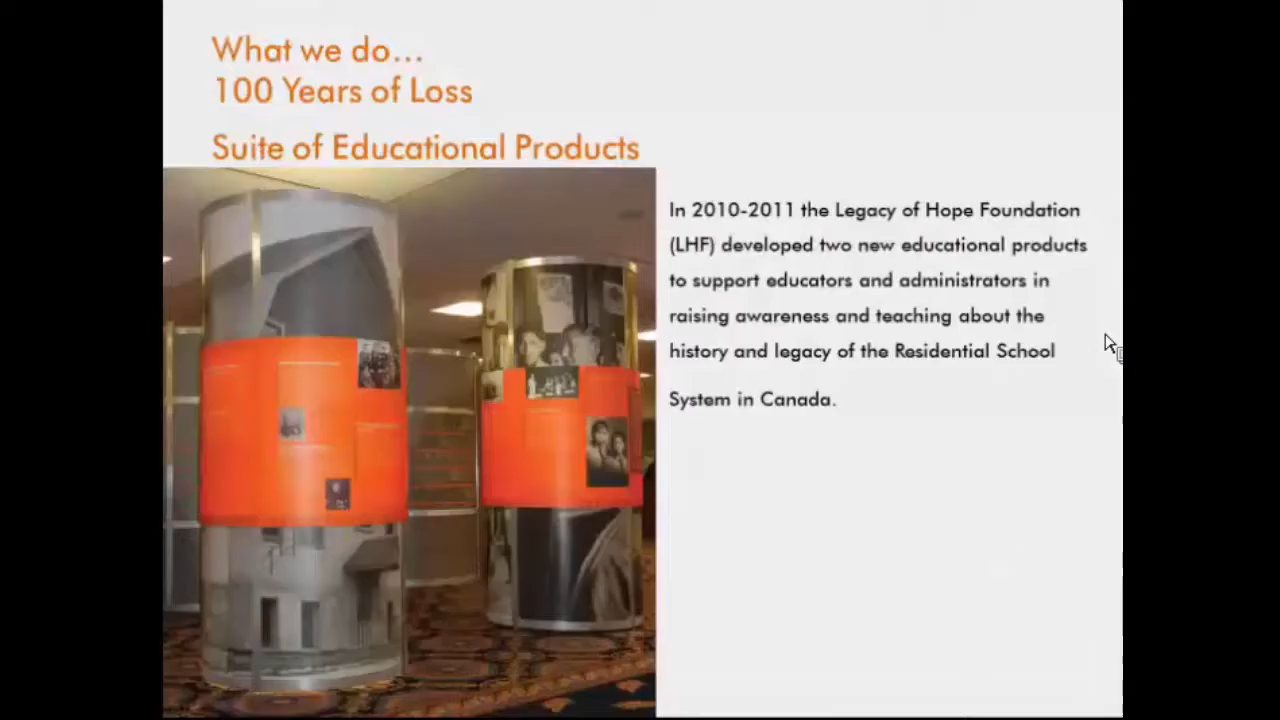 What we do...
100 Years of Loss
Suite of Educational Products
In 2010-2011 the Legacy of Hope Foundation
(LHF) developed two new educational products
to support educators and administrators in
raising awareness and teaching about the
history and legacy of the Residential School
System in Canada.